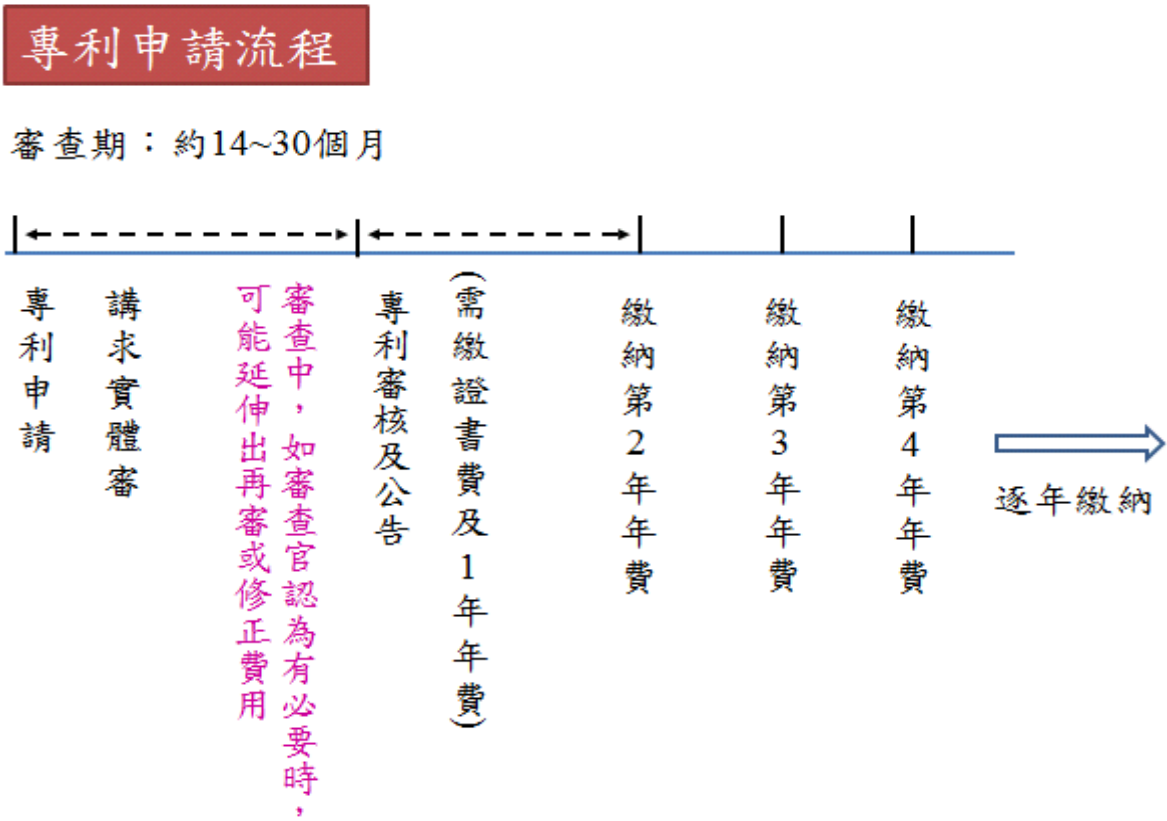 專利申請流程
審查期：約14~30個月
專利申請
講求實體審
審查中，如審查官認為有必要時，
可能延伸出再審或修正費用
專利審核及公告
(需繳證書費及1年年費)
繳納第2年年費
繳納第3年年費
繳納第4年年費
逐年繳納